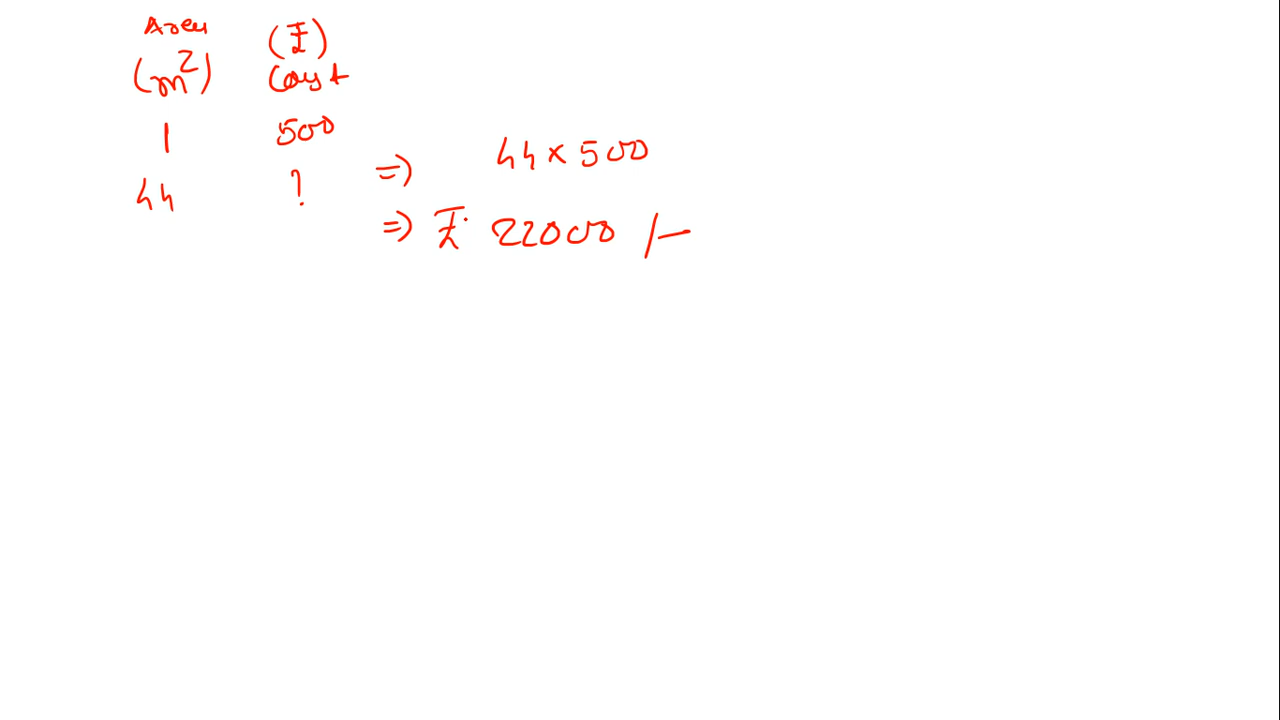 Area (₹)
(m²) Cost
1 500
44 ? ⇒ 44 × 500
⇒ ₹ 22000 /-